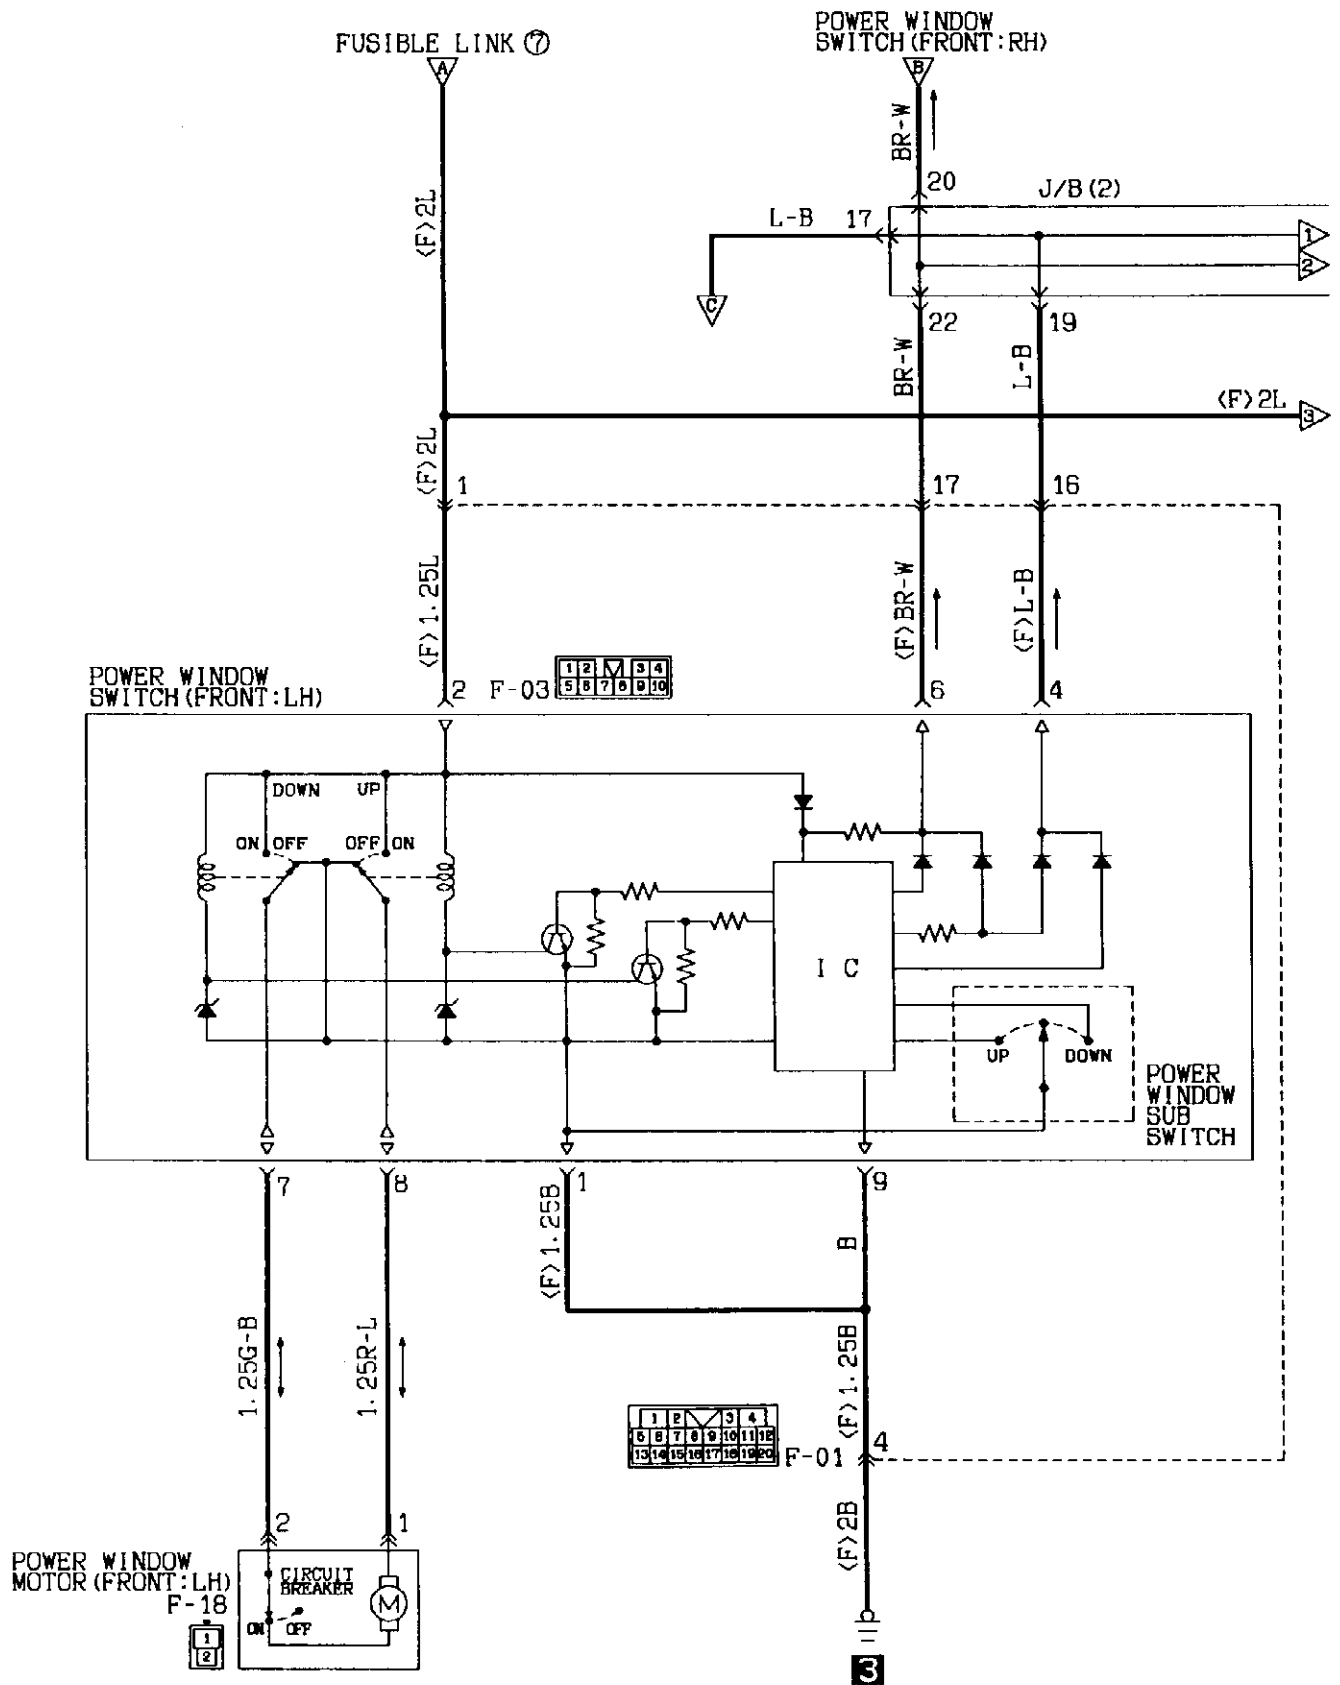 POWER WINDOW
SWITCH(FRONT:RH)
FUSIBLE LINK ⑦
A
B
BR-W
20
J/B(2)
(F)2L
L-B 17
1
2
C
22
19
BR-W
L-B
(F)2L
3
(F)2L
1
17
16
(F)1.25L
(F)BR-W
(F)L-B
POWER WINDOW
SWITCH(FRONT:LH)
2
F-03
1 2 3 4
5 6 7 8 9 10
6
4
DOWN
UP
ON OFF
OFF ON
I C
UP
DOWN
POWER
WINDOW
SUB
SWITCH
7
8
1
9
(F)1.25B
B
1.25G-B
1.25R-L
(F)1.25B
1 2 3 4
5 6 7 8 9 10 11 12
13 14 15 16 17 18 19 20
F-01
4
2
1
(F)2B
POWER WINDOW
MOTOR(FRONT:LH)
F-18
1
2
CIRCUIT
BREAKER
ON
OFF
M
3